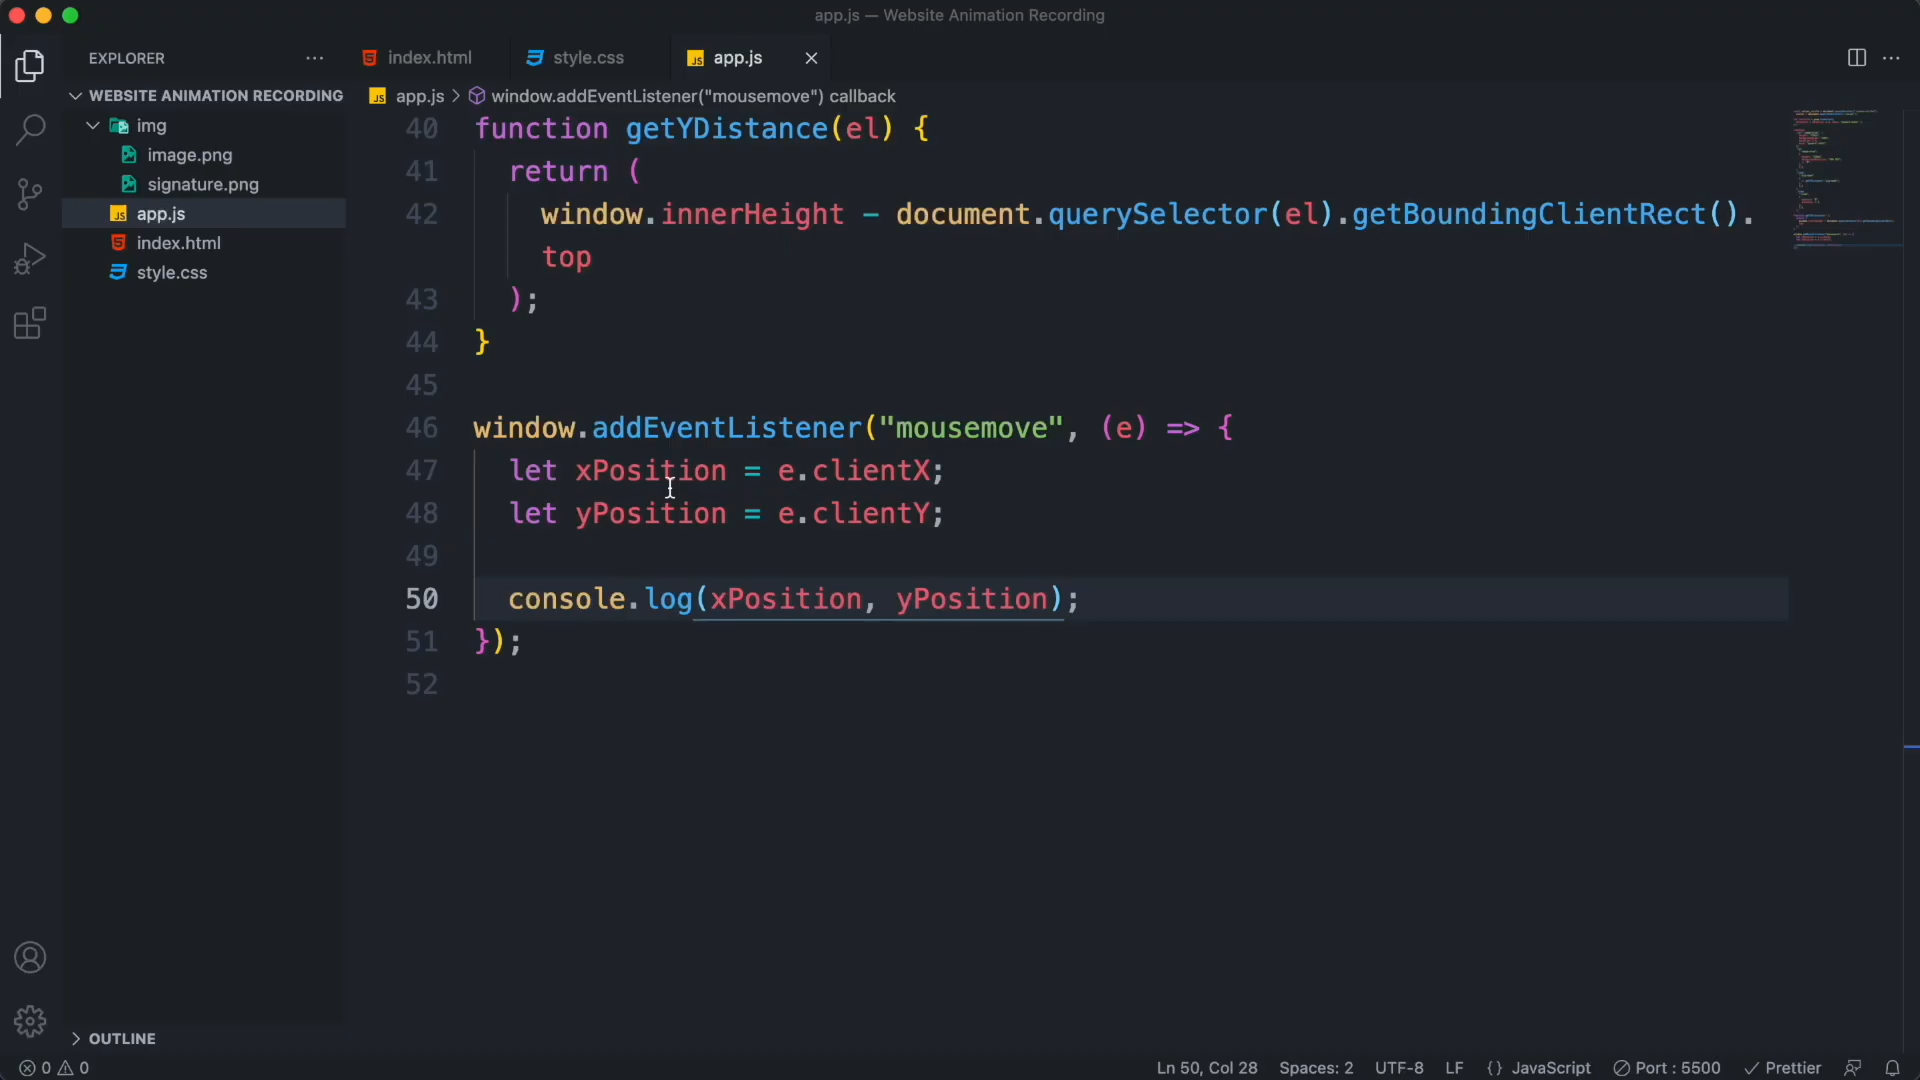 app.js — Website Animation Recording
EXPLORER
index.html
style.css
app.js
WEBSITE ANIMATION RECORDING
app.js > window.addEventListener("mousemove") callback
img
image.png
signature.png
app.js
index.html
style.css
40 function getYDistance(el) {
41 return (
42 window.innerHeight - document.querySelector(el).getBoundingClientRect().
top
43 );
44 }
45
46 window.addEventListener("mousemove", (e) => {
47 let xPosition = e.clientX;
48 let yPosition = e.clientY;
49
50 console.log(xPosition, yPosition);
51 });
52
OUTLINE
0 0 Ln 50, Col 28 Spaces: 2 UTF-8 LF {} JavaScript Port : 5500 Prettier